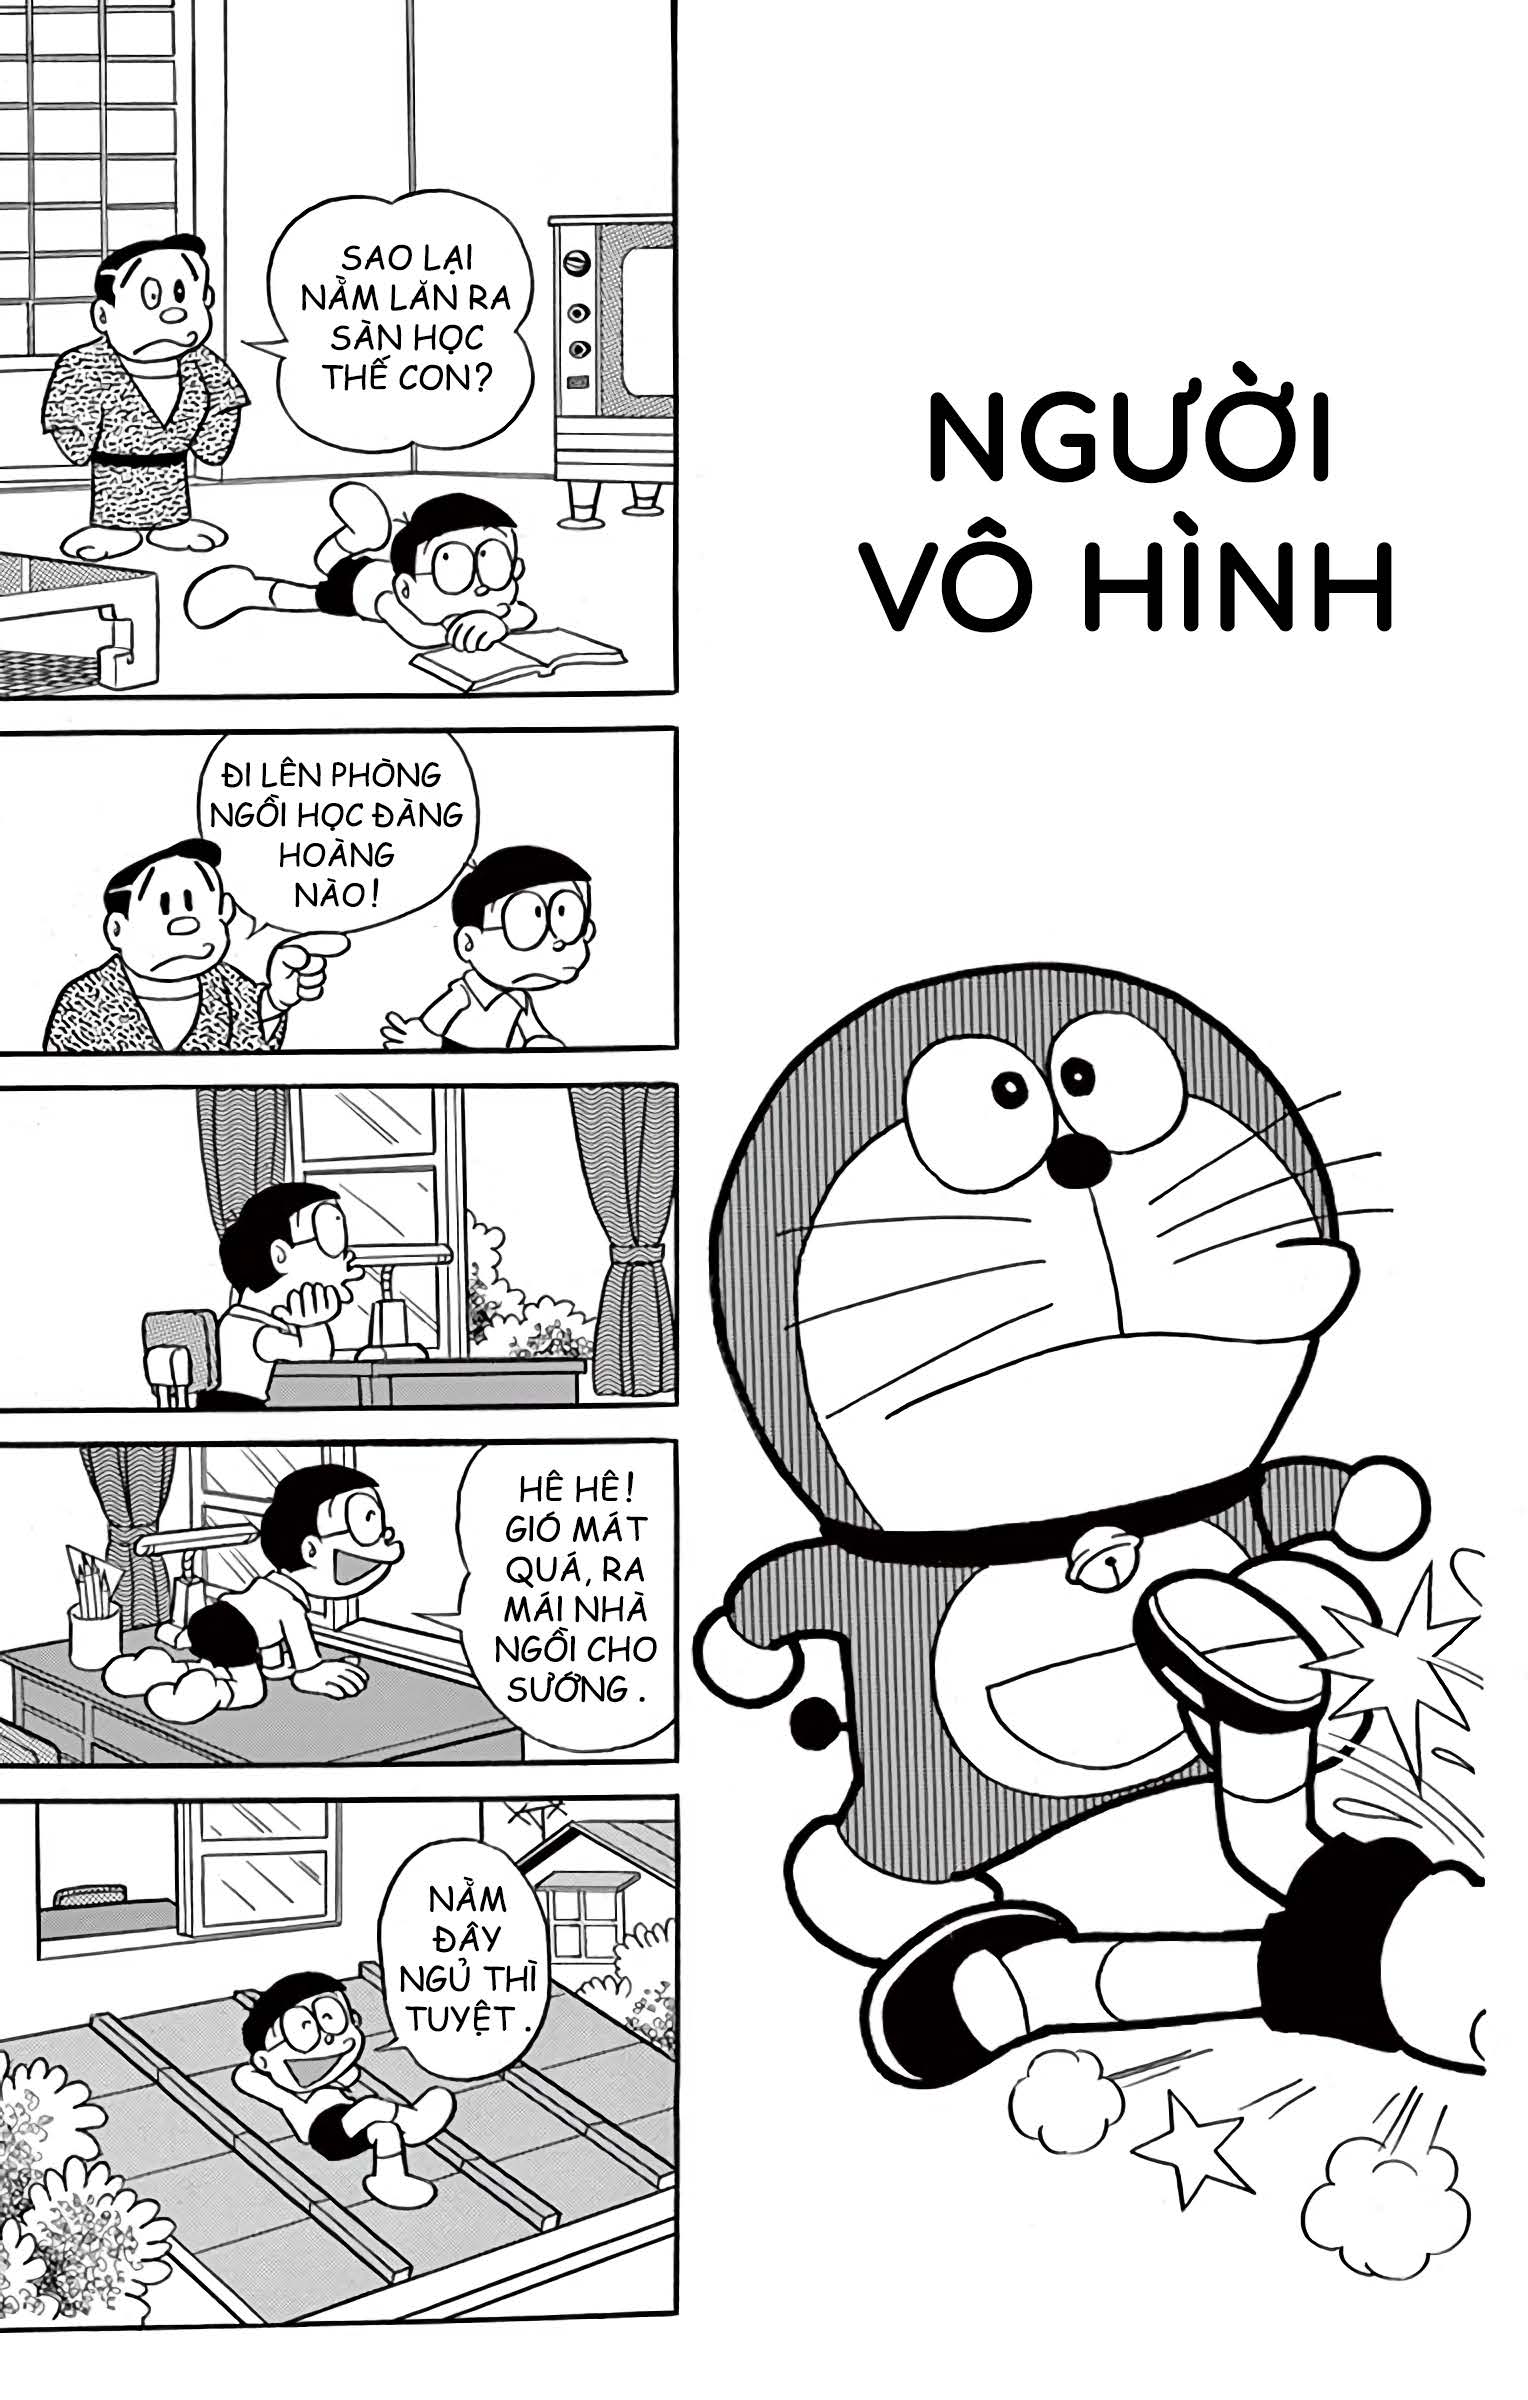 NGƯỜI
VÔ HÌNH
SAO LẠI
NẰM LĂN RA
SÀN HỌC
THẾ CON?
ĐI LÊN PHÒNG
NGỒI HỌC ĐÀNG
HOÀNG
NÀO!
HÊ HÊ!
GIÓ MÁT
QUÁ, RA
MÁI NHÀ
NGỒI CHO
SƯỚNG.
NẰM
ĐÂY
NGỦ THÌ
TUYỆT.